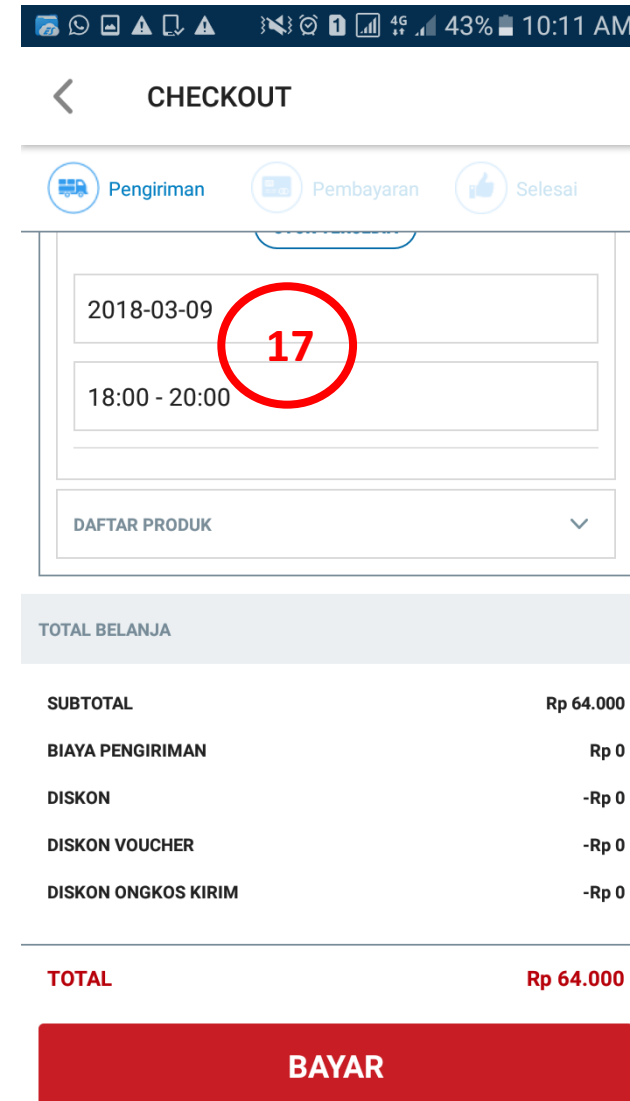 1 4G 43% 10:11 AM
CHECKOUT
Pengiriman Pembayaran Selesai
2018-03-09
17
18:00 - 20:00
DAFTAR PRODUK
TOTAL BELANJA
SUBTOTAL Rp 64.000
BIAYA PENGIRIMAN Rp 0
DISKON -Rp 0
DISKON VOUCHER -Rp 0
DISKON ONGKOS KIRIM -Rp 0
TOTAL Rp 64.000
BAYAR